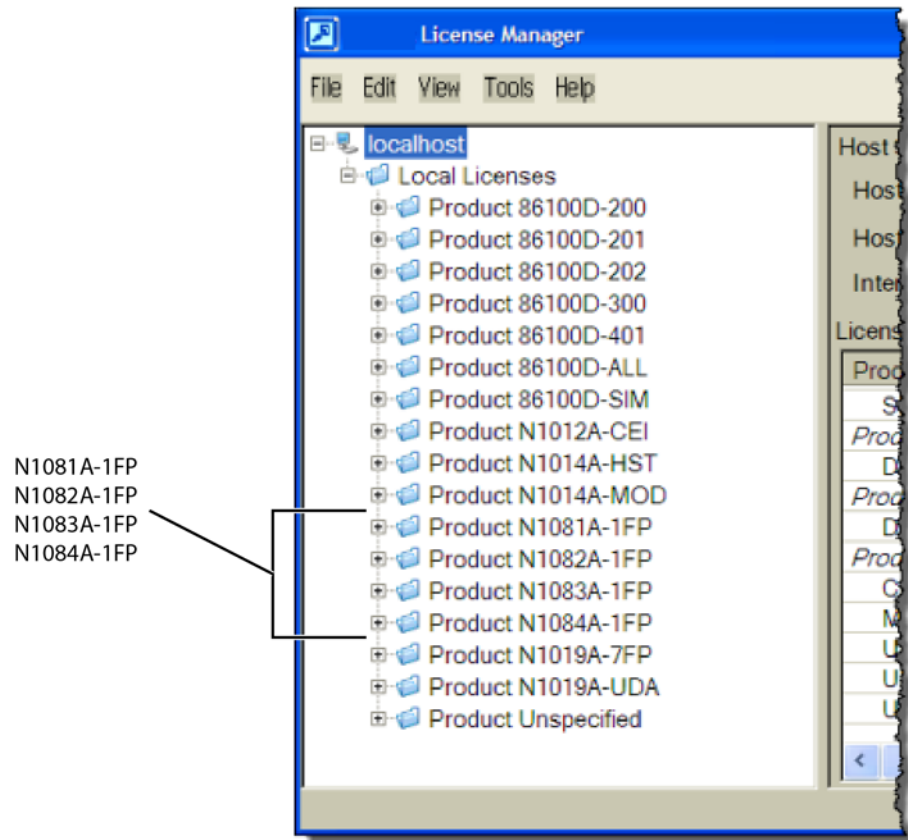 License Manager
File Edit View Tools Help
localhost
Local Licenses
Product 86100D-200
Product 86100D-201
Product 86100D-202
Product 86100D-300
Product 86100D-401
Product 86100D-ALL
Product 86100D-SIM
Product N1012A-CEI
Product N1014A-HST
Product N1014A-MOD
Product N1081A-1FP
Product N1082A-1FP
Product N1083A-1FP
Product N1084A-1FP
Product N1019A-7FP
Product N1019A-UDA
Product Unspecified
N1081A-1FP
N1082A-1FP
N1083A-1FP
N1084A-1FP
Host
Host
Host